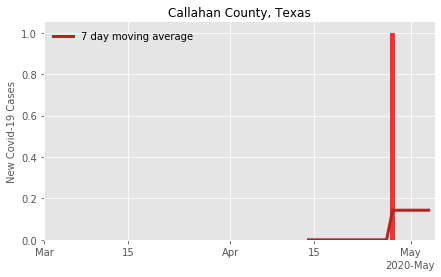 Callahan County, Texas
7 day moving average
New Covid-19 Cases
1.0
0.8
0.6
0.4
0.2
0.0
Mar 15 Apr 15 May
2020-May